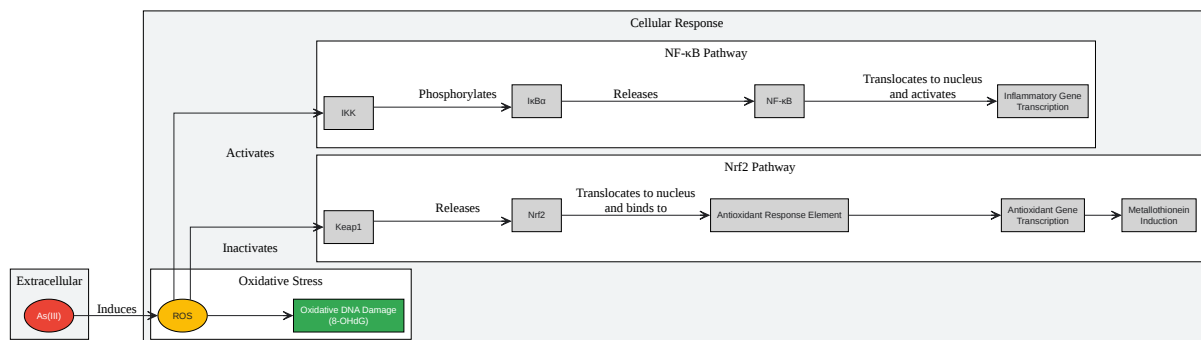 Cellular Response
NF-κB Pathway
IKK
Phosphorylates
IκBα
Releases
NF-κB
Translocates to nucleus
and activates
Inflammatory Gene
Transcription
Activates
Nrf2 Pathway
Keap1
Releases
Nrf2
Translocates to nucleus
and binds to
Antioxidant Response Element
Antioxidant Gene
Transcription
Metallothionein
Induction
Inactivates
Extracellular
As(III)
Induces
Oxidative Stress
ROS
Oxidative DNA Damage
(8-OHdG)